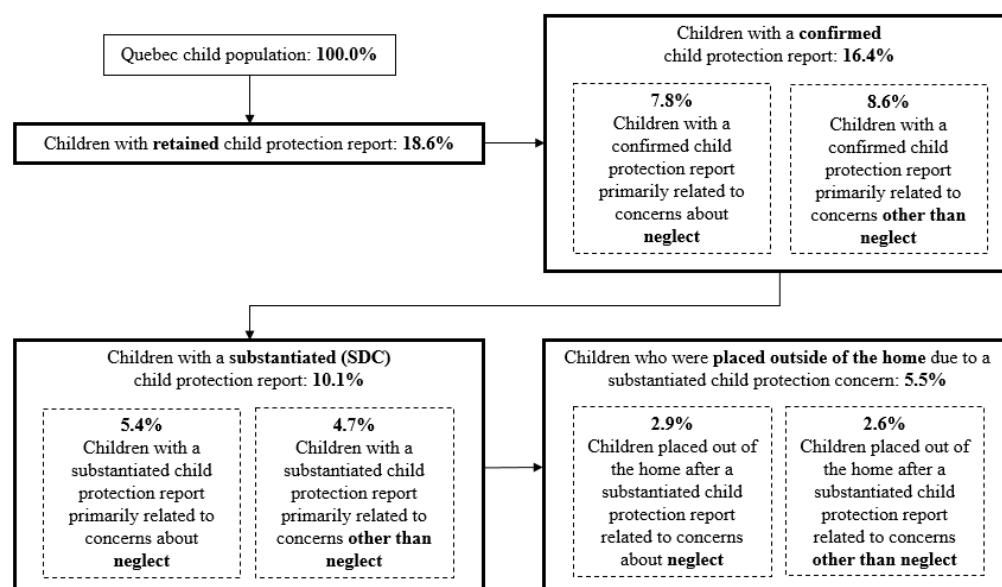 Quebec child population: 100.0%
Children with retained child protection report: 18.6%
Children with a confirmed
child protection report: 16.4%
7.8%
Children with a
confirmed child
protection report
primarily related to
concerns about
neglect
8.6%
Children with a
confirmed child
protection report
primarily related to
concerns other than
neglect
Children with a substantiated (SDC)
child protection report: 10.1%
5.4%
Children with a
substantiated child
protection report
primarily related to
concerns about
neglect
4.7%
Children with a
substantiated child
protection report
primarily related to
concerns other than
neglect
Children who were placed outside of the home due to a
substantiated child protection concern: 5.5%
2.9%
Children placed out of
the home after a
substantiated child
protection report
related to concerns
about neglect
2.6%
Children placed out of
the home after a
substantiated child
protection report
related to concerns
other than neglect